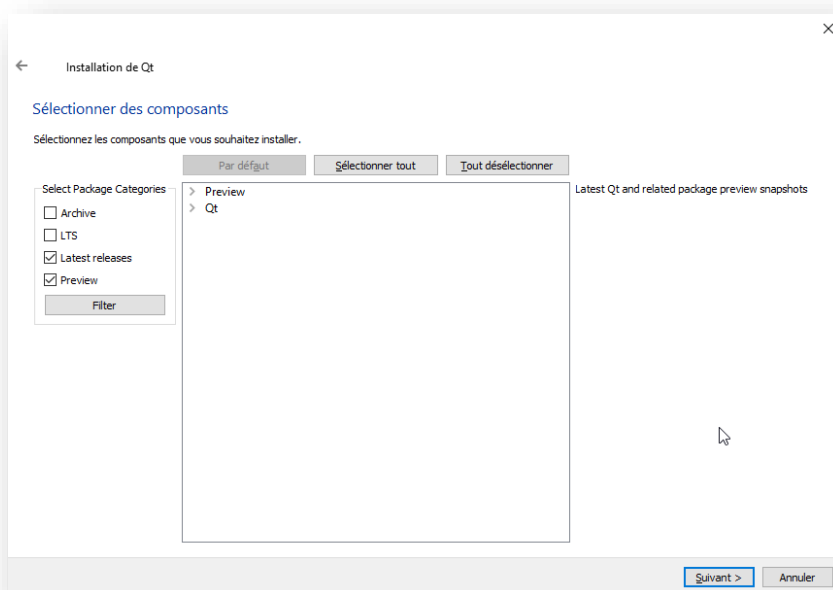 Installation de Qt
Sélectionner des composants
Sélectionnez les composants que vous souhaitez installer.
Par défaut
Sélectionner tout
Tout désélectionner
Select Package Categories
Archive
LTS
Latest releases
Preview
Filter
Preview
Qt
Latest Qt and related package preview snapshots
Suivant >
Annuler